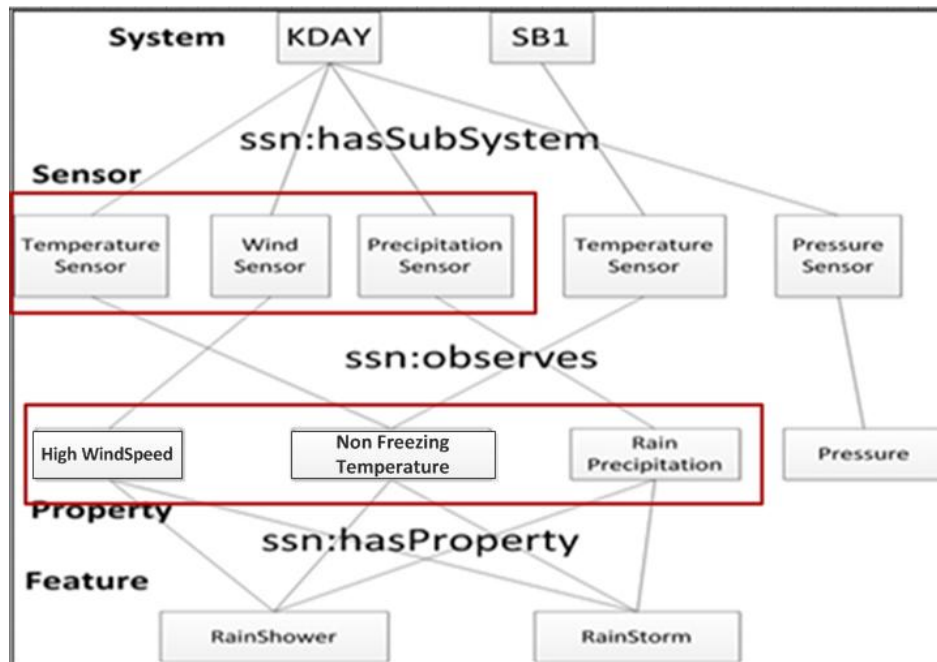 System KDAY SB1
ssn:hasSubSystem
Sensor
Temperature
Sensor
Wind
Sensor
Precipitation
Sensor
Temperature
Sensor
Pressure
Sensor
ssn:observes
High WindSpeed
Non Freezing
Temperature
Rain
Precipitation
Pressure
Property
ssn:hasProperty
Feature
RainShower
RainStorm